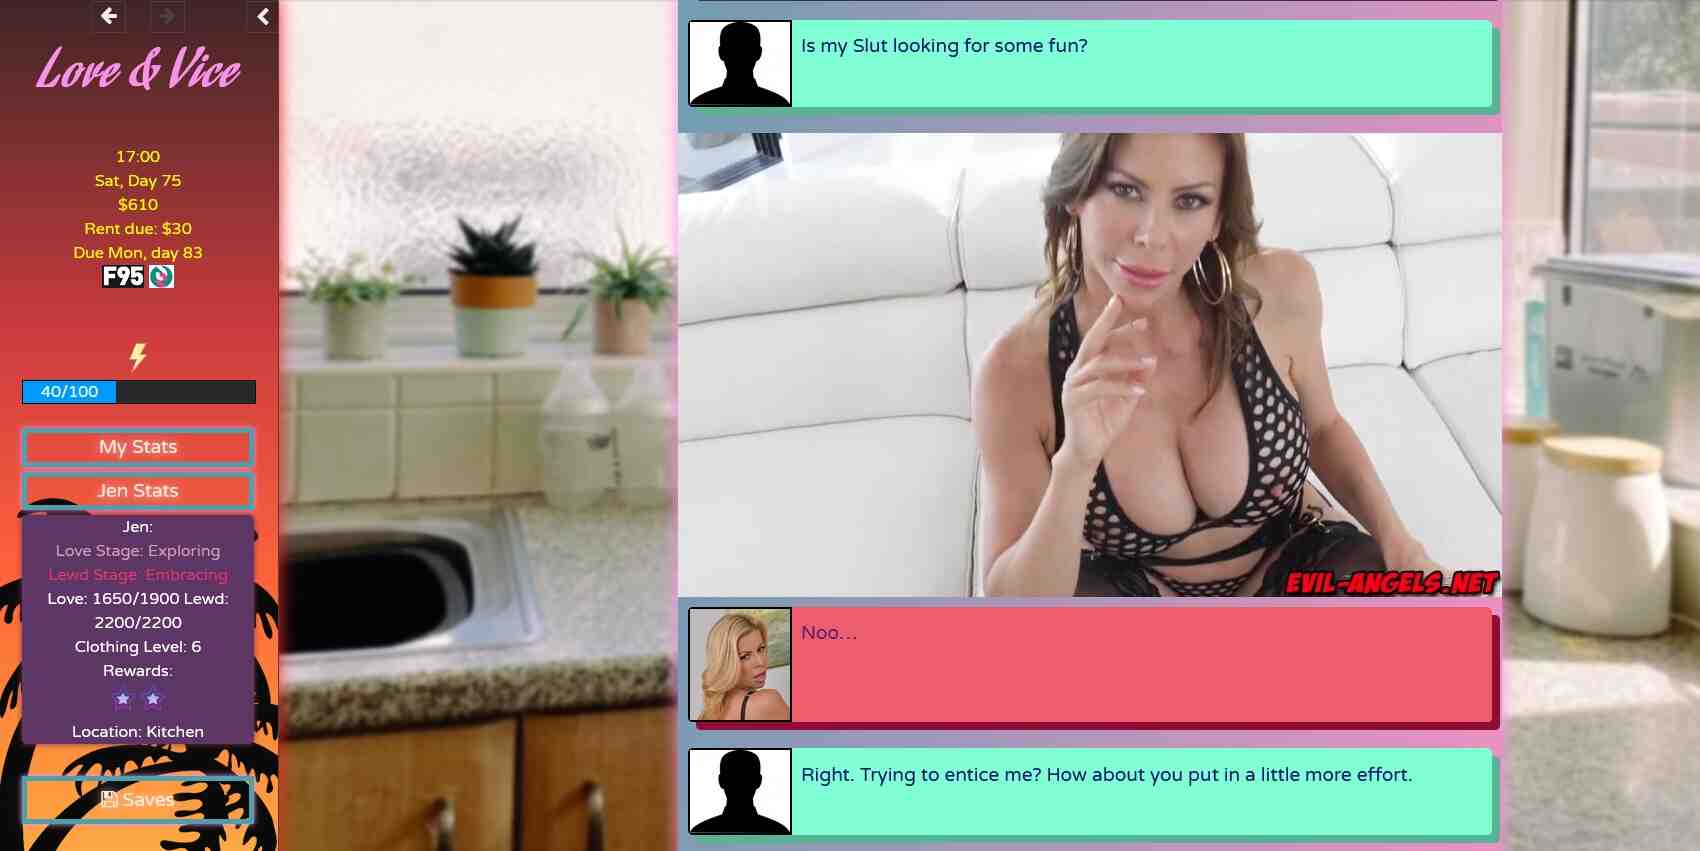 Love & Vice
17:00
Sat, Day 75
$610
Rent due: $30
Due Mon, day 83
F95
40/100
My Stats
Jen Stats
Jen:
Love Stage: Exploring
Lewd Stage: Embracing
Love: 1650/1900 Lewd:
2200/2200
Clothing Level: 6
Rewards:
Location: Kitchen
Saves
Is my Slut looking for some fun?
EVIL-ANGELS.NET
Noo...
Right. Trying to entice me? How about you put in a little more effort.